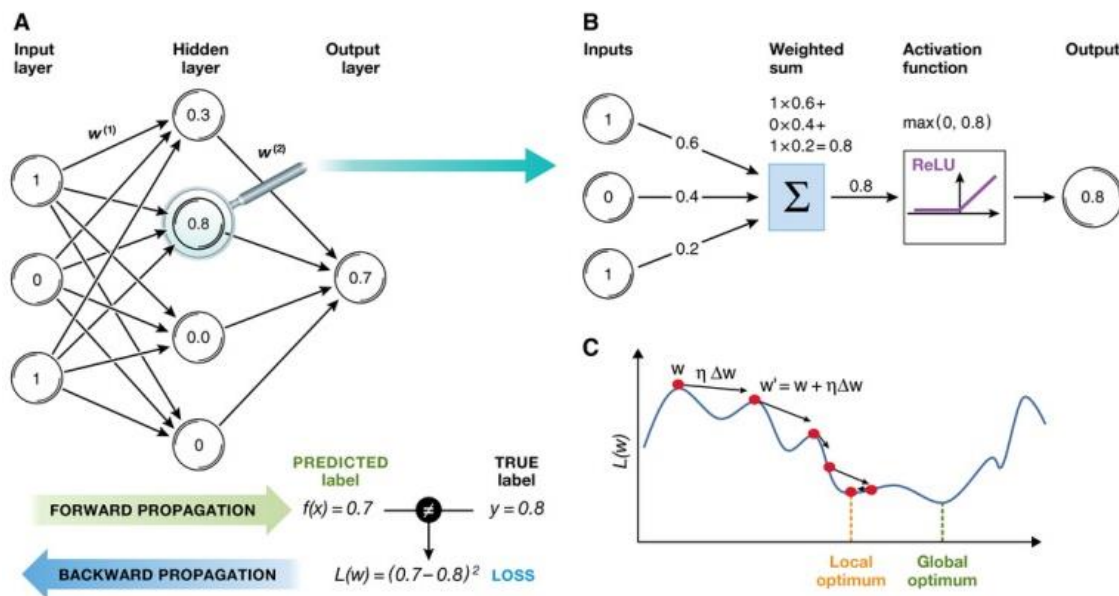 A
Input
layer
Hidden
layer
Output
layer
w(1)
w(2)
1
0
1
0.3
0.8
0.0
0
0.7
FORWARD PROPAGATION
BACKWARD PROPAGATION
PREDICTED
label
TRUE
label
f(x) = 0.7
≠
y = 0.8
L(w) = (0.7 – 0.8)²
LOSS
B
Inputs
Weighted
sum
Activation
function
Output
1
0
1
0.6
0.4
0.2
1×0.6+
0×0.4+
1×0.2=0.8
Σ
0.8
max(0, 0.8)
ReLU
0.8
C
L(w)
w
η Δw
w' = w + ηΔw
Local
optimum
Global
optimum